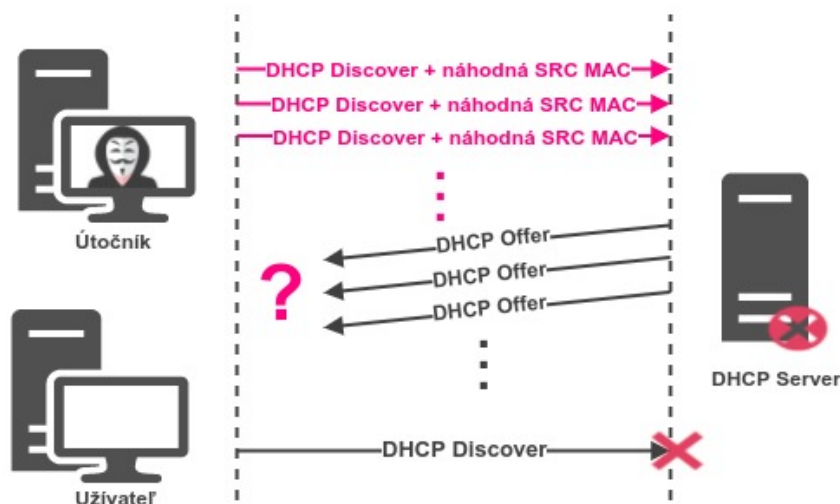 DHCP Discover + náhodná SRC MAC
DHCP Discover + náhodná SRC MAC
DHCP Discover + náhodná SRC MAC
Útočník
DHCP Offer
DHCP Offer
DHCP Offer
?
DHCP Server
DHCP Discover
Užívateľ